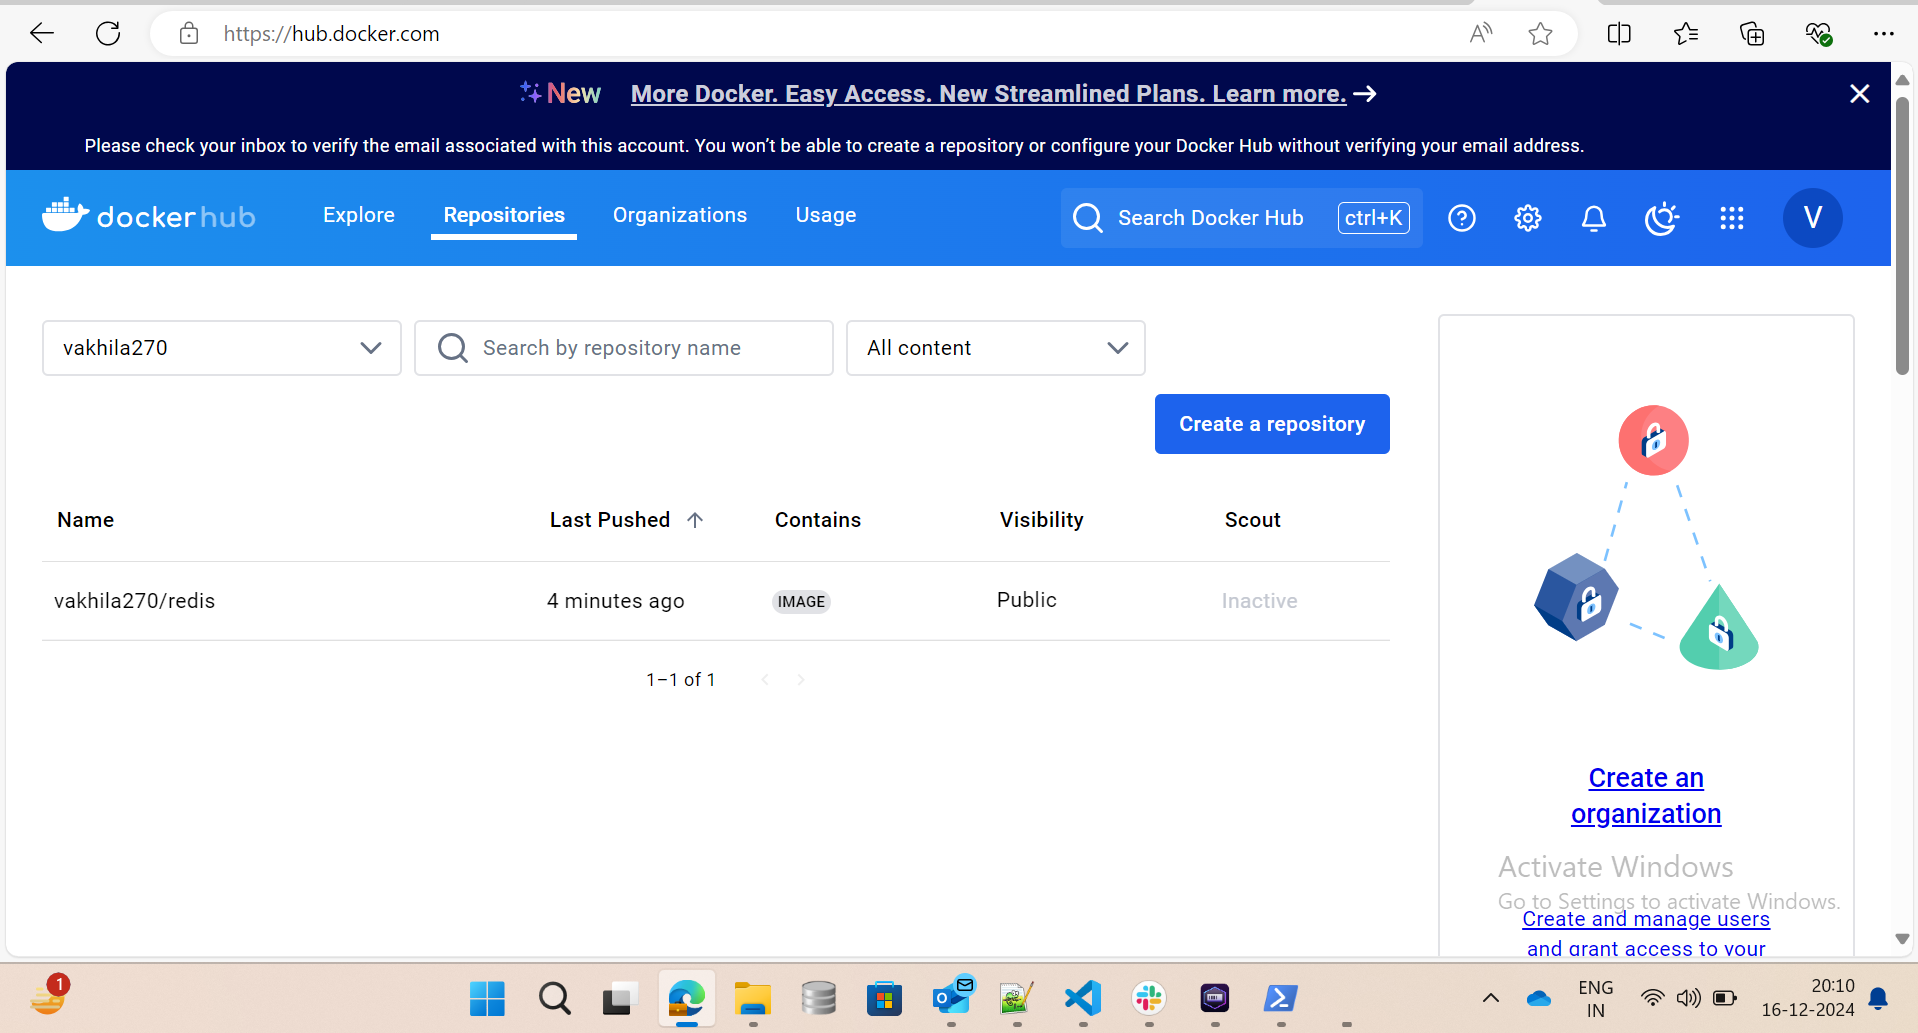 https://hub.docker.com
New More Docker. Easy Access. New Streamlined Plans. Learn more. →
Please check your inbox to verify the email associated with this account. You won't be able to create a repository or configure your Docker Hub without verifying your email address.
docker hub Explore Repositories Organizations Usage Search Docker Hub ctrl+K V
vakhila270 Search by repository name All content
Create a repository
Name Last Pushed ↑ Contains Visibility Scout
vakhila270/redis 4 minutes ago IMAGE Public Inactive
1–1 of 1
Create an
organization
Activate Windows
Go to Settings to activate Windows.
Create and manage users
and grant access to your
1
ENG
IN
20:10
16-12-2024